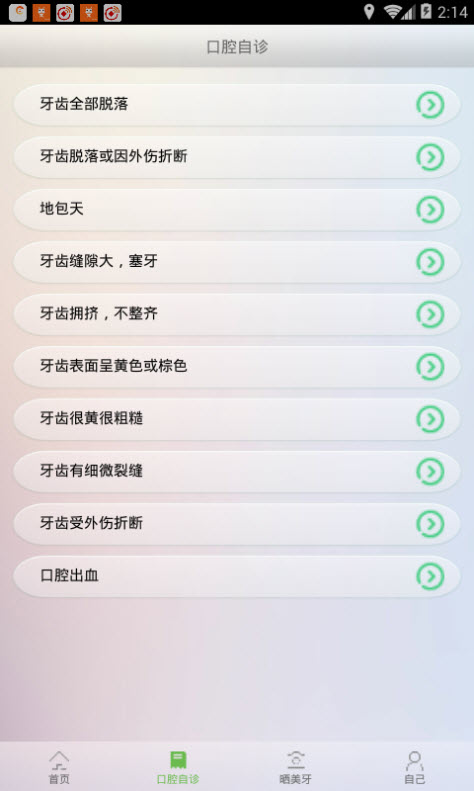 2:14
口腔自诊
牙齿全部脱落
牙齿脱落或因外伤折断
地包天
牙齿缝隙大，塞牙
牙齿拥挤，不整齐
牙齿表面呈黄色或棕色
牙齿很黄很粗糙
牙齿有细微裂缝
牙齿受外伤折断
口腔出血
首页
口腔自诊
晒美牙
自己